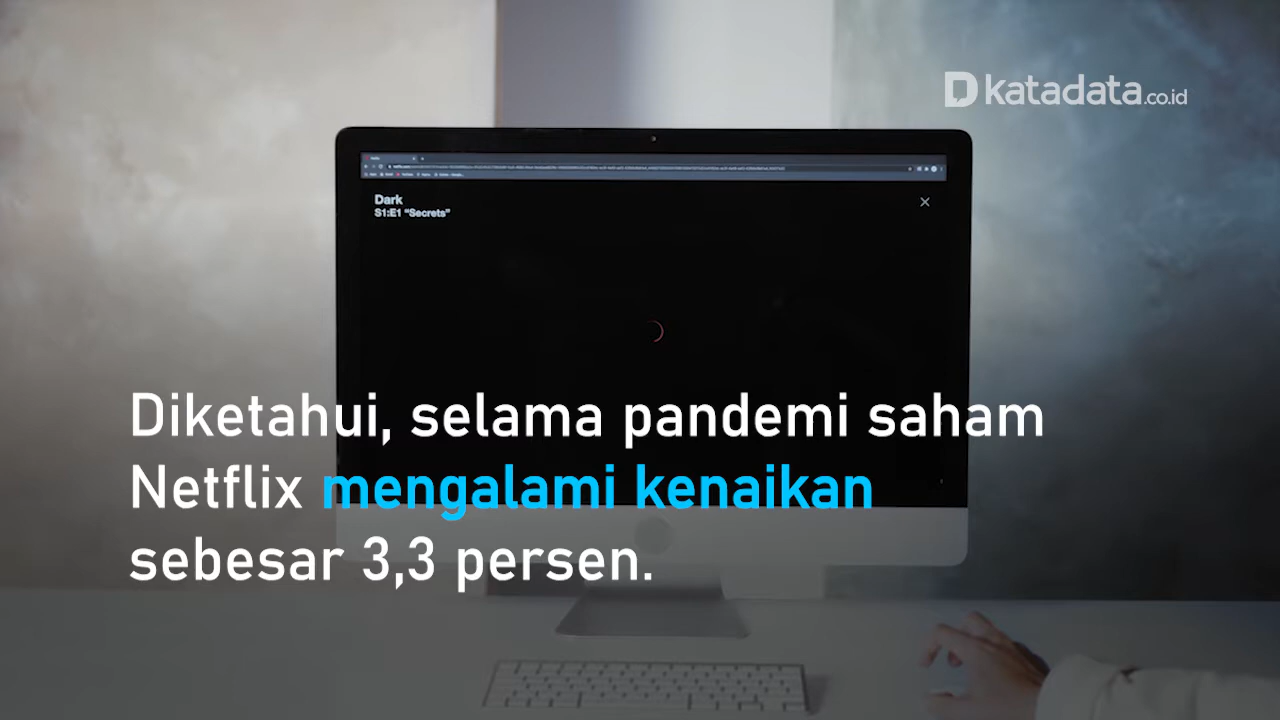 katadata.co.id
Dark
S1:E1 "Secrets"
Diketahui, selama pandemi saham
Netflix mengalami kenaikan
sebesar 3,3 persen.